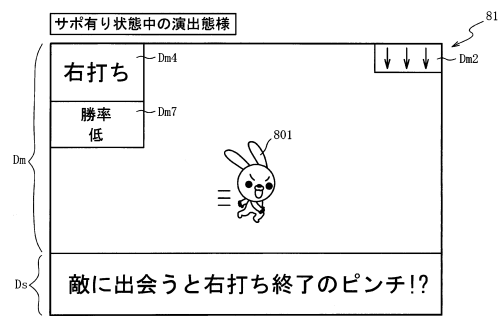 サポ有り状態中の演出態様
81
右打ち
Dm4
↓ ↓ ↓
Dm2
勝率
低
Dm7
801
Dm
Ds
敵に出会うと右打ち終了のピンチ!?